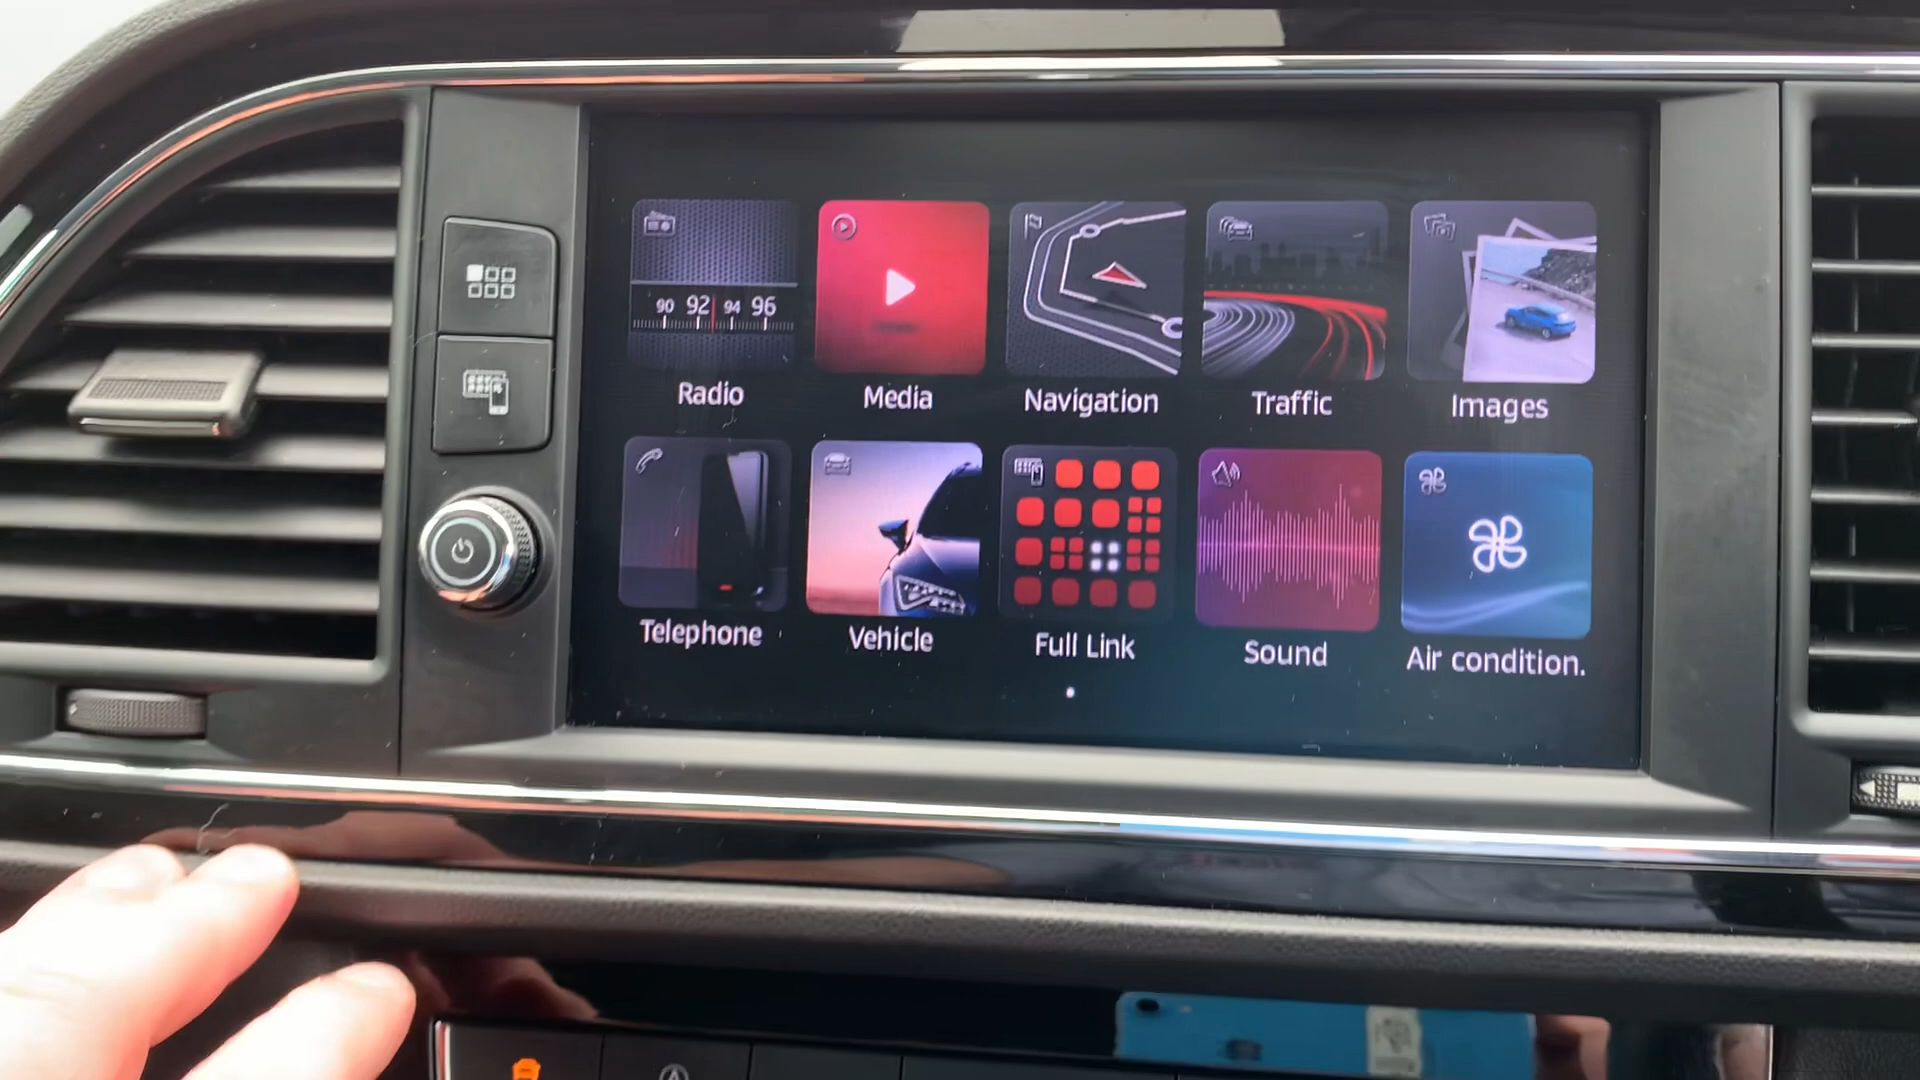 90 92 94 96
Radio
Media
Navigation
Traffic
Images
Telephone
Vehicle
Full Link
Sound
Air condition.